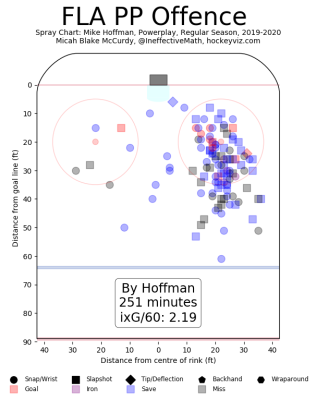 FLA PP Offence
Spray Chart: Mike Hoffman, Powerplay, Regular Season, 2019-2020
Micah Blake McCurdy, @IneffectiveMath, hockeyviz.com
0
10
20
30
40
50
60
70
80
90
Distance from goal line (ft)
By Hoffman
251 minutes
ixG/60: 2.19
40 30 20 10 0 10 20 30 40
Distance from centre of rink (ft)
Snap/Wrist Slapshot Tip/Deflection Backhand Wraparound
Goal Iron Save Miss